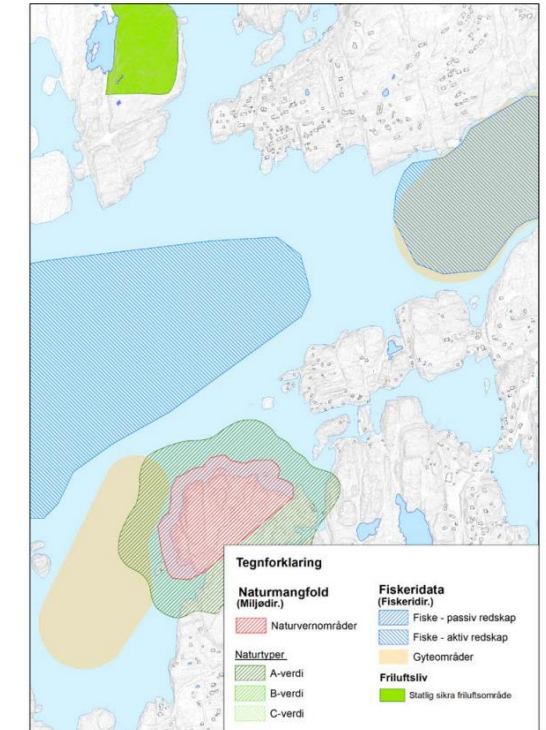 Tegnforklaring
Naturmangfold
(Miljødir.)
Naturvernområder
Naturtyper
A-verdi
B-verdi
C-verdi
Fiskeridata
(Fiskeridir.)
Fiske - passiv redskap
Fiske - aktiv redskap
Gyteområder
Friluftsliv
Statlig sikra friluftsområde